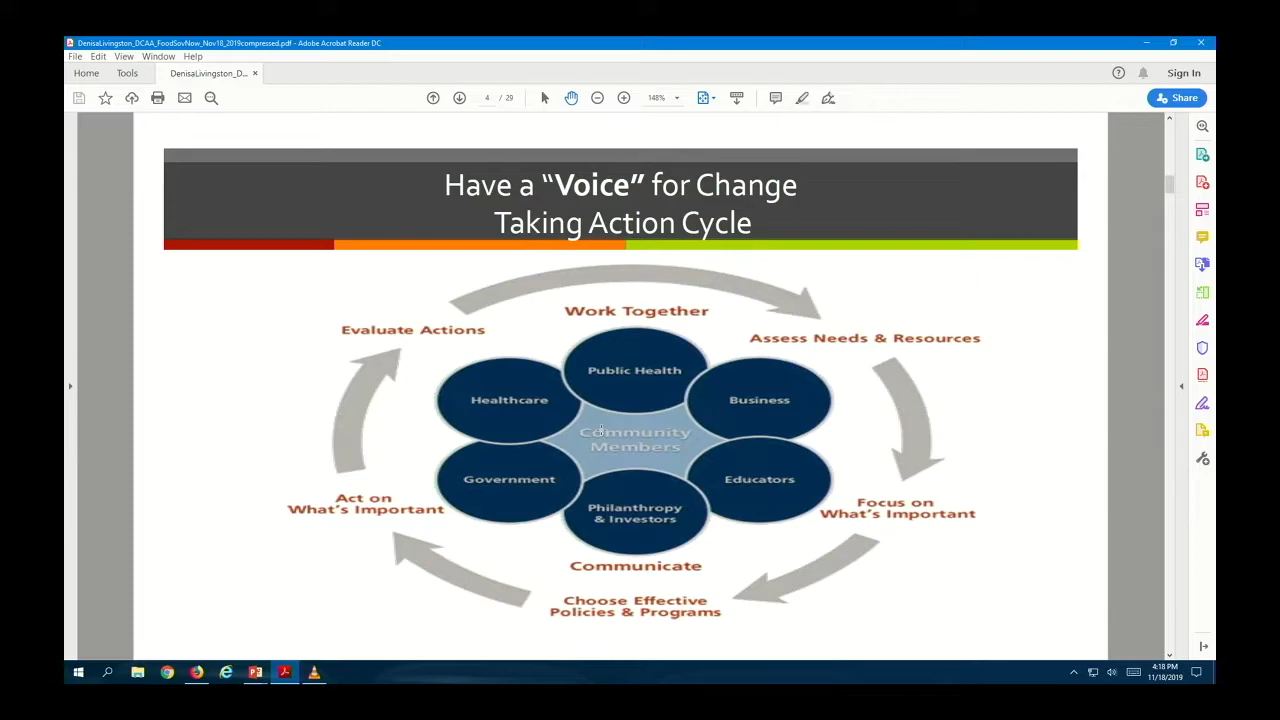 DenisaLivingston_DCAA_FoodSovNow_Nov18_2019compressed.pdf - Adobe Acrobat Reader DC
File Edit View Window Help
Home Tools DenisaLivingston_D... × Sign In
4 / 29 148% Share
Have a “Voice” for Change
Taking Action Cycle
Work Together
Evaluate Actions
Assess Needs & Resources
Public Health
Healthcare
Business
Community
Members
Government
Educators
Philanthropy
& Investors
Act on
What's Important
Focus on
What's Important
Communicate
Choose Effective
Policies & Programs
4:18 PM
11/18/2019